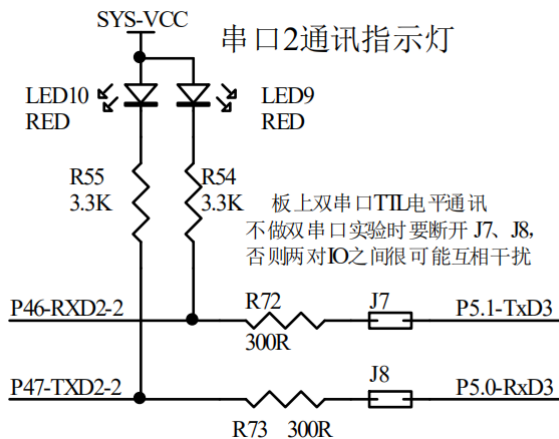 SYS-VCC
串口2通讯指示灯
LED10
RED
LED9
RED
R55
3.3K
R54
3.3K
板上双串口TTL电平通讯
不做双串口实验时要断开 J7、J8,
否则两对IO之间很可能互相干扰
P46-RXD2-2
R72
300R
J7
P5.1-TxD3
P47-TXD2-2
R73 300R
J8
P5.0-RxD3